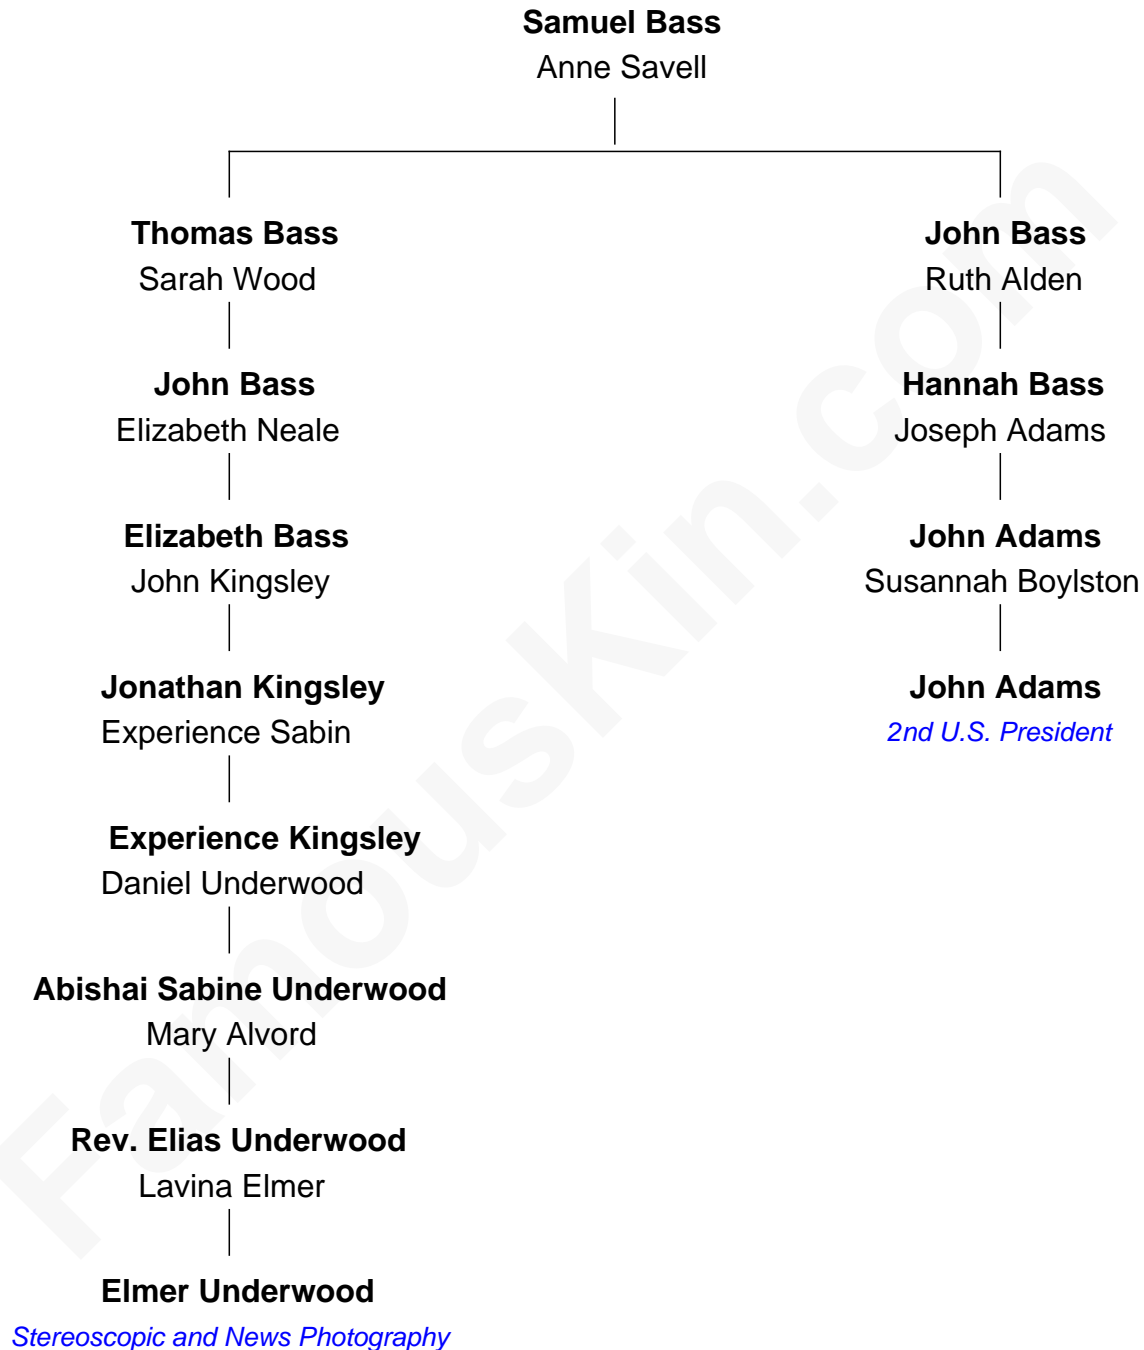 Samuel Bass
Anne Savell
Thomas Bass
Sarah Wood
John Bass
Elizabeth Neale
Elizabeth Bass
John Kingsley
Jonathan Kingsley
Experience Sabin
Experience Kingsley
Daniel Underwood
Abishai Sabine Underwood
Mary Alvord
Rev. Elias Underwood
Lavina Elmer
Elmer Underwood
Stereoscopic and News Photography
John Bass
Ruth Alden
Hannah Bass
Joseph Adams
John Adams
Susannah Boylston
John Adams
2nd U.S. President
FamousKin.com